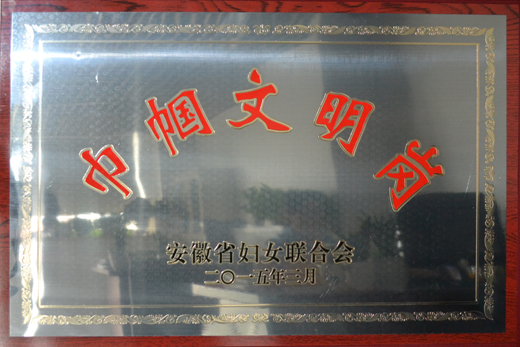 巾帼文明岗
安徽省妇女联合会
二〇一五年三月